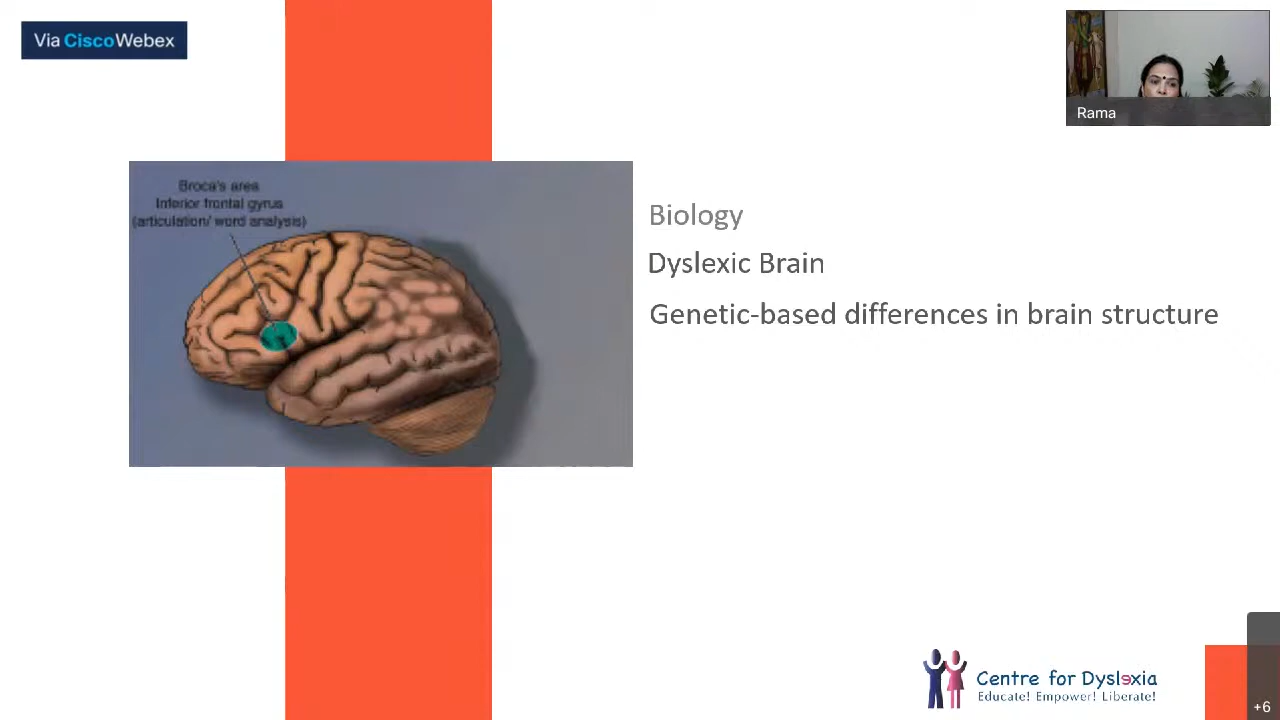 Via CiscoWebex
Rama
Broca's area
Inferior frontal gyrus
(articulation/ word analysis)
Biology
Dyslexic Brain
Genetic-based differences in brain structure
Centre for Dyslexia
Educate! Empower! Liberate!
+6